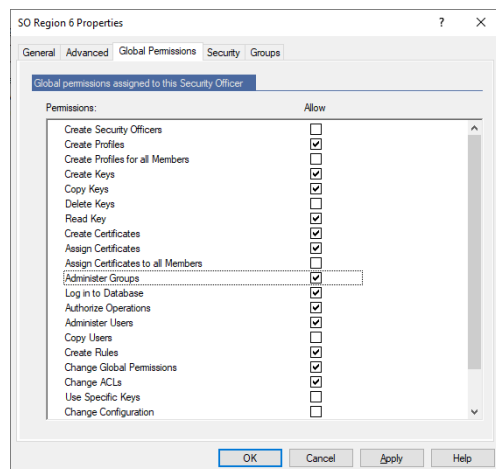 SO Region 6 Properties
General Advanced Global Permissions Security Groups
Global permissions assigned to this Security Officer
Permissions: Allow
Create Security Officers
Create Profiles
Create Profiles for all Members
Create Keys
Copy Keys
Delete Keys
Read Key
Create Certificates
Assign Certificates
Assign Certificates to all Members
Administer Groups
Log in to Database
Authorize Operations
Administer Users
Copy Users
Create Rules
Change Global Permissions
Change ACLs
Use Specific Keys
Change Configuration
OK Cancel Apply Help